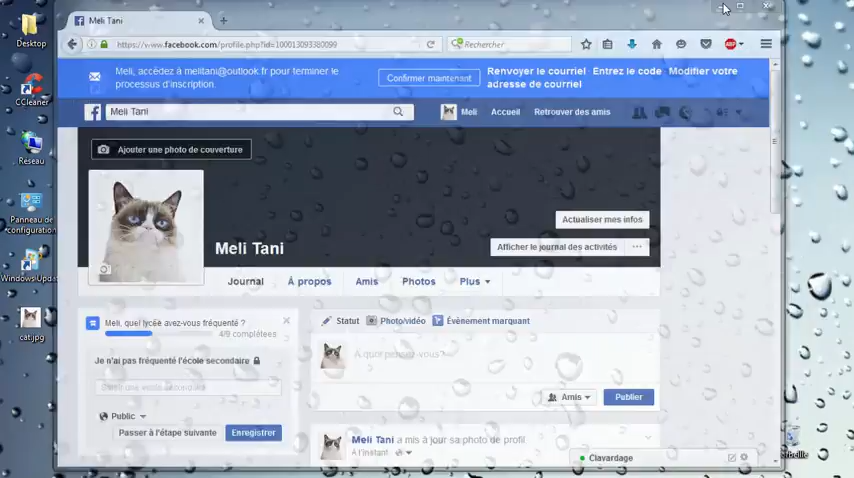 Meli Tani
https://www.facebook.com/profile.php?id=100013093380099
Rechercher
Meli, accédez à melitani@outlook.fr pour terminer le
processus d'inscription.
Confirmer maintenant
Renvoyer le courriel · Entrez le code · Modifier votre
adresse de courriel
Meli Tani
Meli
Accueil
Retrouver des amis
Ajouter une photo de couverture
Actualiser mes infos
Meli Tani
Afficher le journal des activités
Journal
À propos
Amis
Photos
Plus
Meli, quel lycée avez-vous fréquenté ?
4/9 complétées
Je n'ai pas fréquenté l'école secondaire
Public
Passer à l'étape suivante
Enregistrer
Statut
Photo/vidéo
Évènement marquant
A quoi pensez-vous?
Amis
Publier
Meli Tani a mis à jour sa photo de profil
À l'instant
Clavardage
Desktop
CCleaner
Réseau
Panneau de
configuration
WindowsUpdat
cat.jpg
orbeille